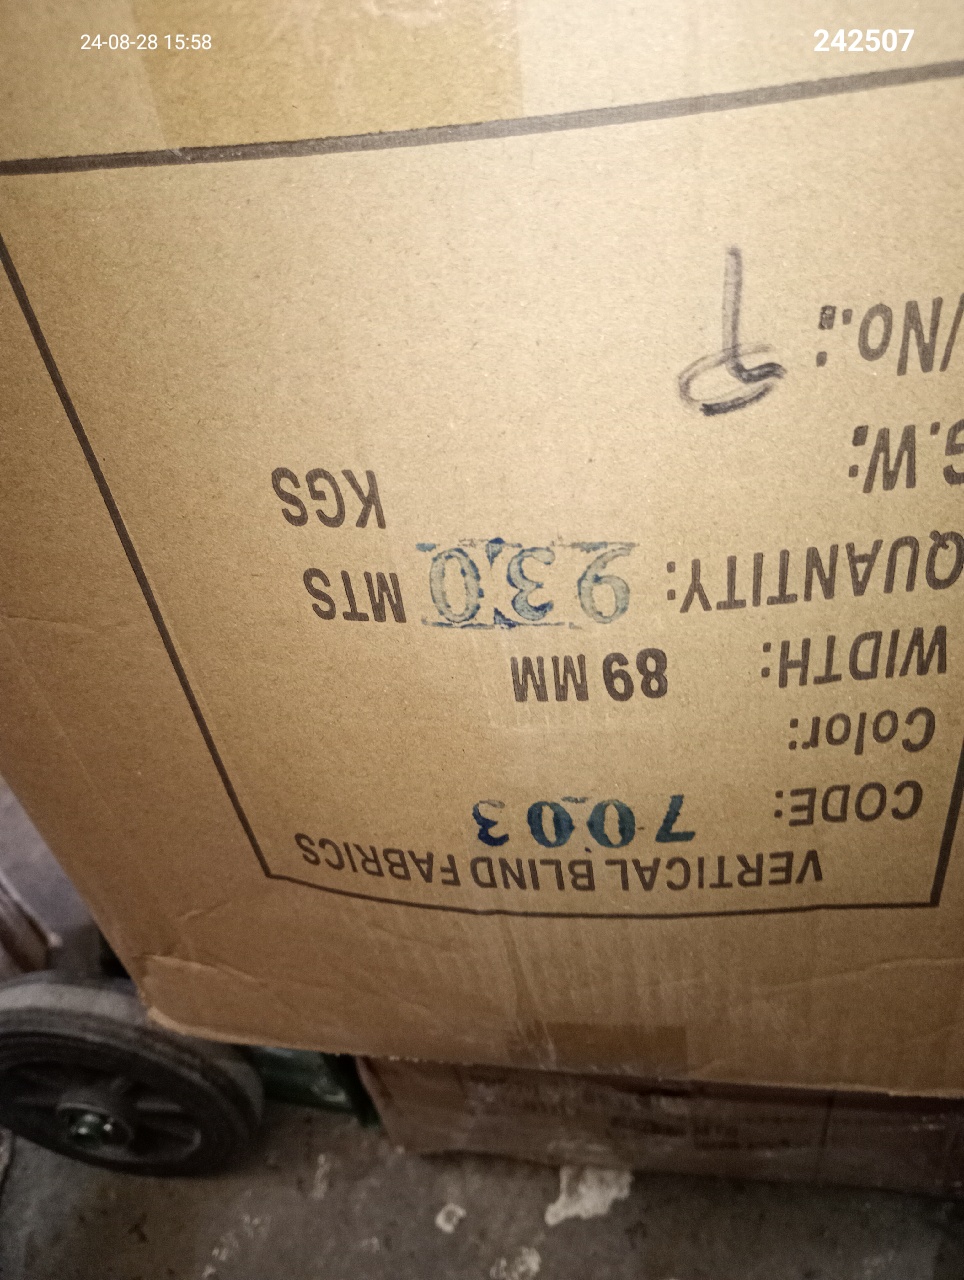 24-08-28 15:58
242507
VERTICAL BLIND FABRICS
CODE: 7003
Color:
WIDTH: 89 MM
QUANTITY: 930 MTS
G.W: KGS
/No.: